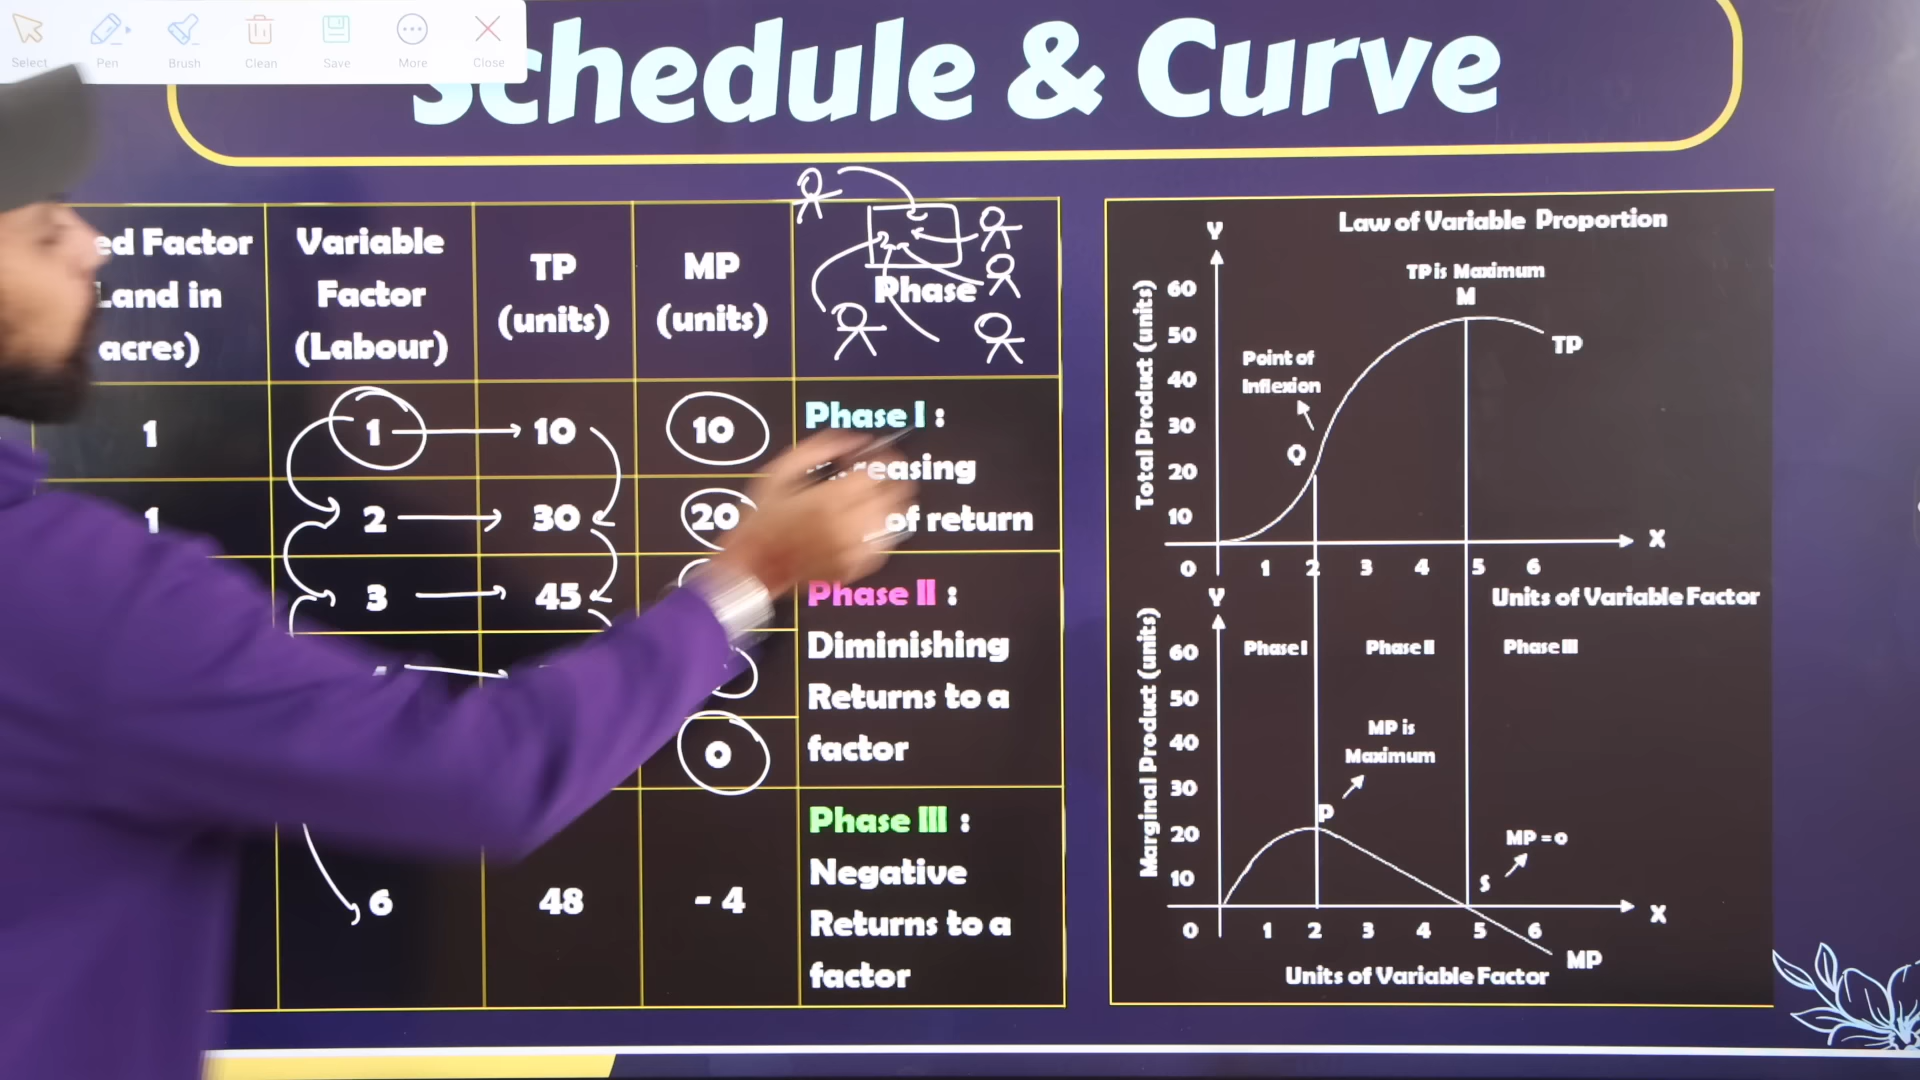 Select Pen Brush Clean Save More Close
Schedule & Curve
ed Factor
Land in
acres)
Variable
Factor
(Labour)
TP
(units)
MP
(units)
Phase
1 1 10 10
1 2 30 20
3 45
0
6 48 - 4
Phase I :
of return
Phase II :
Diminishing
Returns to a
factor
Phase III :
Negative
Returns to a
factor
Law of Variable Proportion
Y
TP is Maximum
M
TP
Point of
Inflexion
Q
Total Product (units)
60
50
40
30
20
10
0 1 2 3 4 5 6
X
Units of Variable Factor
Y
Phase I Phase II Phase III
Marginal Product (units)
60
50
40
30
20
10
MP is
Maximum
P
MP = 0
S
0 1 2 3 4 5 6
X
MP
Units of Variable Factor